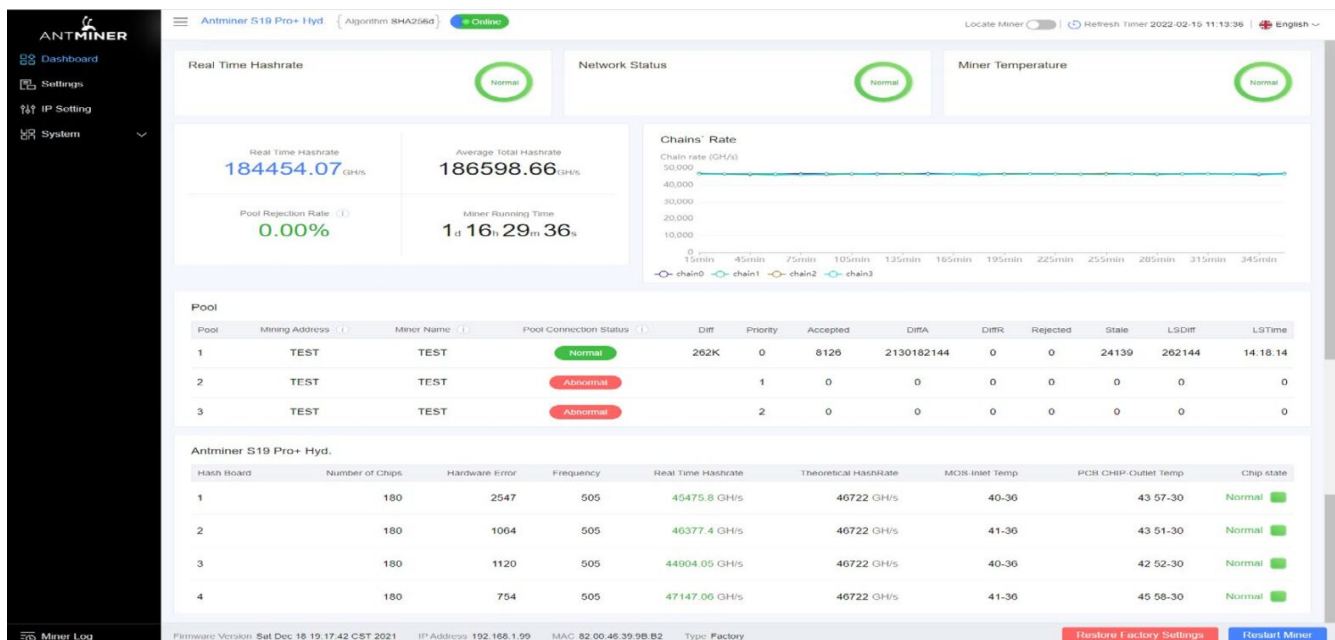 ANTMINER
Antminer S19 Pro+ Hyd { Algorithm SHA256d } Online
Locate Miner Refresh Timer 2022-02-15 11:13:36 English
Dashboard
Settings
IP Setting
System
Real Time Hashrate Normal
Network Status Normal
Miner Temperature Normal
Real Time Hashrate
184454.07 GH/s
Average Total Hashrate
186598.66 GH/s
Pool Rejection Rate
0.00%
Miner Running Time
1d 16h 29m 36s
Chains` Rate
Chain rate (GH/s)
50,000
40,000
30,000
20,000
10,000
0
15min 45min 75min 105min 135min 165min 195min 225min 255min 285min 315min 345min
chain0 chain1 chain2 chain3
Pool
Pool Mining Address Miner Name Pool Connection Status Diff Priority Accepted DiffA DiffR Rejected Stale LSDiff LSTime
1 TEST TEST Normal 262K 0 8126 2130182144 0 0 24139 262144 14:18:14
2 TEST TEST Abnormal 1 0 0 0 0 0 0 0
3 TEST TEST Abnormal 2 0 0 0 0 0 0 0
Antminer S19 Pro+ Hyd.
Hash Board Number of Chips Hardware Error Frequency Real Time Hashrate Theoretical HashRate MOS-Inlet Temp PCB CHIP-Outlet Temp Chip state
1 180 2547 505 45475.8 GH/s 46722 GH/s 40-36 43 57-30 Normal
2 180 1064 505 46377.4 GH/s 46722 GH/s 41-36 43 51-30 Normal
3 180 1120 505 44904.05 GH/s 46722 GH/s 40-36 42 52-30 Normal
4 180 754 505 47147.06 GH/s 46722 GH/s 41-36 45 58-30 Normal
Miner Log
Firmware Version Sat Dec 18 19:17:42 CST 2021 IP Address 192.168.1.99 MAC 82:00:46:39:9B:B2 Type Factory
Restore Factory Settings Restart Miner